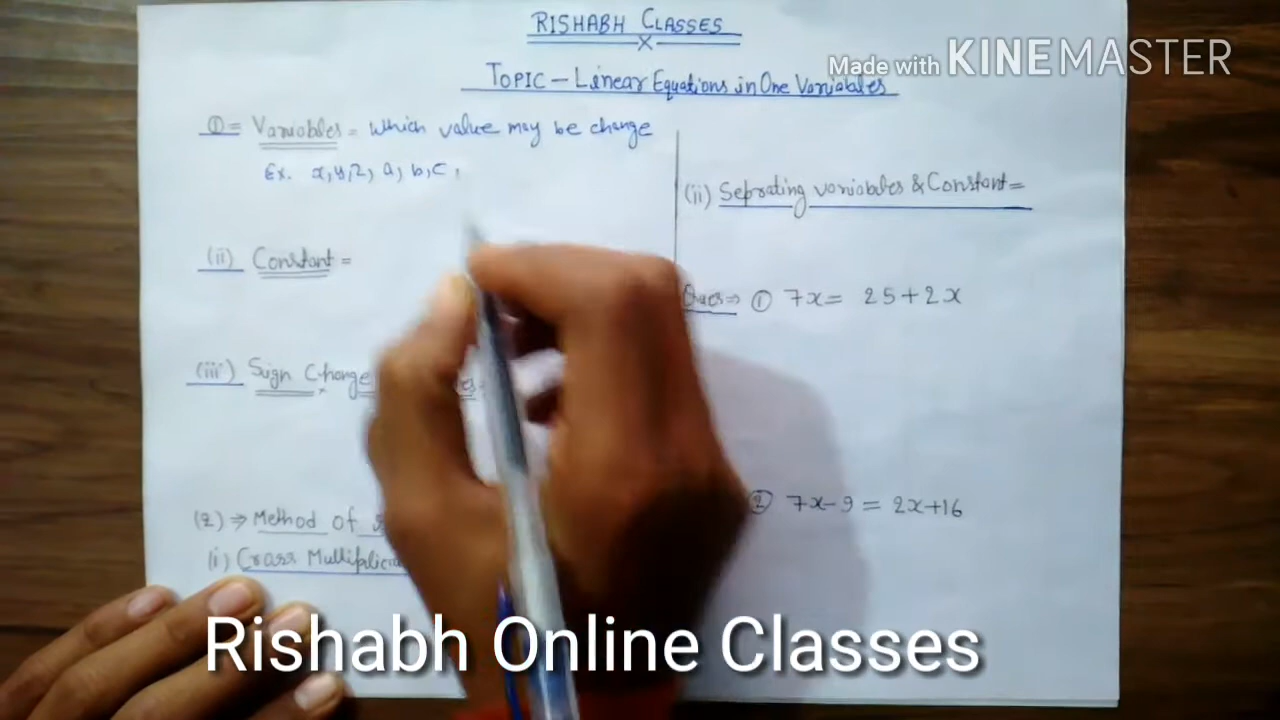 RISHABH CLASSES
Made with KINEMASTER
TOPIC - Linear Equations in One Variables
① = Variables = which value may be change
Ex. x, y, z, a, b, c,
(ii) Constant =
(iii) Sign Change
(2) ⇒ Method of
(i) Cross
(ii) Seprating variables & Constant =
Ques ⇒ ① 7x = 25+2x
② 7x-9 = 2x+16
Rishabh Online Classes